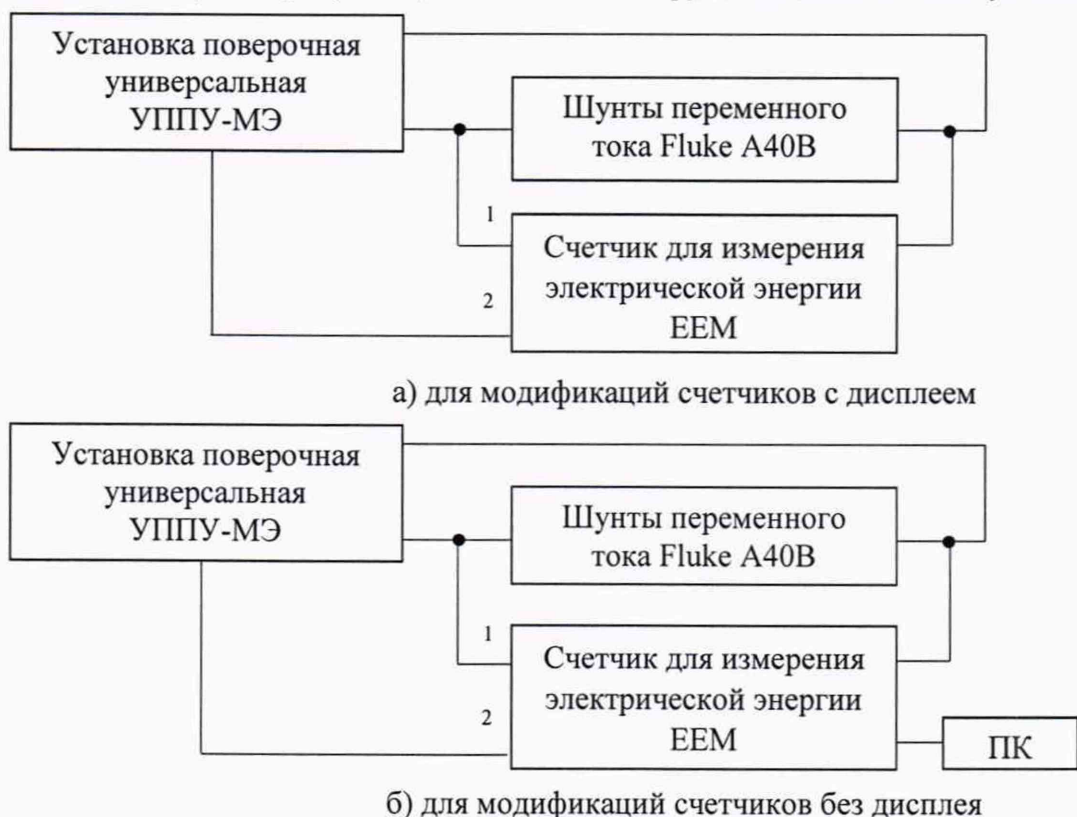 Установка поверочная
универсальная
УППУ-МЭ
Шунты переменного
тока Fluke A40B
1
Счетчик для измерения
электрической энергии
EEM
2
а) для модификаций счетчиков с дисплеем
Установка поверочная
универсальная
УППУ-МЭ
Шунты переменного
тока Fluke A40B
1
Счетчик для измерения
электрической энергии
EEM
2
ПК
б) для модификаций счетчиков без дисплея